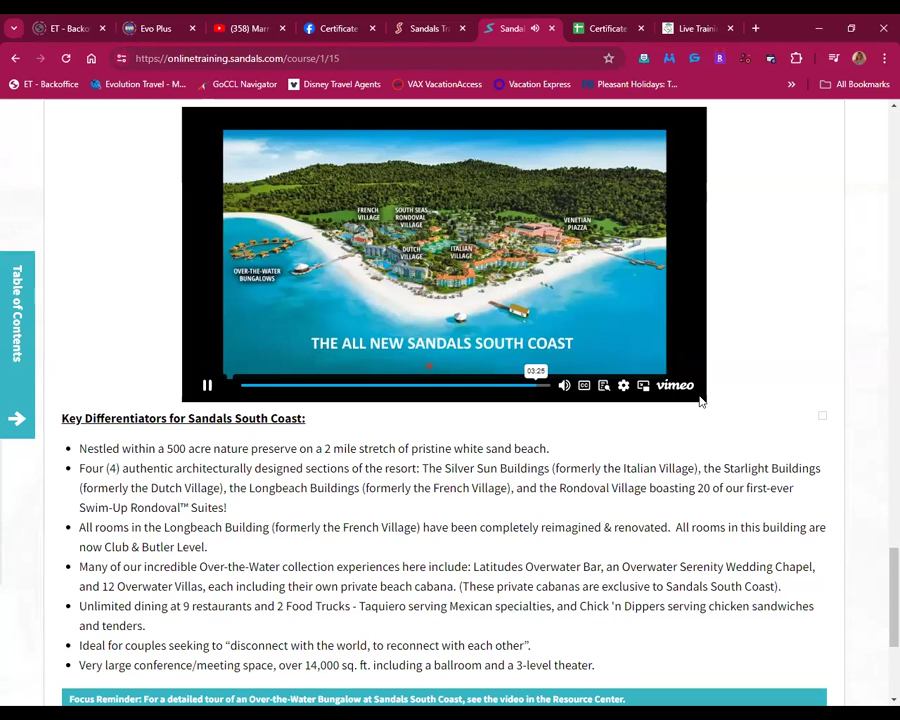 ET - Backo
Evo Plus
(358) Marr
Certificate
Sandals Tr
Sandal
Certificate
Live Traini
https://onlinetraining.sandals.com/course/1/15
ET - Backoffice
Evolution Travel - M...
GoCCL Navigator
Disney Travel Agents
VAX VacationAccess
Vacation Express
Pleasant Holidays: T...
All Bookmarks
Table of Contents
FRENCH VILLAGE
SOUTH SEAS RONDOVAL VILLAGE
VENETIAN PIAZZA
DUTCH VILLAGE
ITALIAN VILLAGE
OVER-THE-WATER BUNGALOWS
THE ALL NEW SANDALS SOUTH COAST
03:25
CC
vimeo
Key Differentiators for Sandals South Coast:
Nestled within a 500 acre nature preserve on a 2 mile stretch of pristine white sand beach.
Four (4) authentic architecturally designed sections of the resort: The Silver Sun Buildings (formerly the Italian Village), the Starlight Buildings
(formerly the Dutch Village), the Longbeach Buildings (formerly the French Village), and the Rondoval Village boasting 20 of our first-ever
Swim-Up Rondoval™ Suites!
All rooms in the Longbeach Building (formerly the French Village) have been completely reimagined & renovated.  All rooms in this building are
now Club & Butler Level.
Many of our incredible Over-the-Water collection experiences here include: Latitudes Overwater Bar, an Overwater Serenity Wedding Chapel,
and 12 Overwater Villas, each including their own private beach cabana. (These private cabanas are exclusive to Sandals South Coast).
Unlimited dining at 9 restaurants and 2 Food Trucks - Taquiero serving Mexican specialties, and Chick 'n Dippers serving chicken sandwiches
and tenders.
Ideal for couples seeking to “disconnect with the world, to reconnect with each other”.
Very large conference/meeting space, over 14,000 sq. ft. including a ballroom and a 3-level theater.
Focus Reminder: For a detailed tour of an Over-the-Water Bungalow at Sandals South Coast, see the video in the Resource Center.